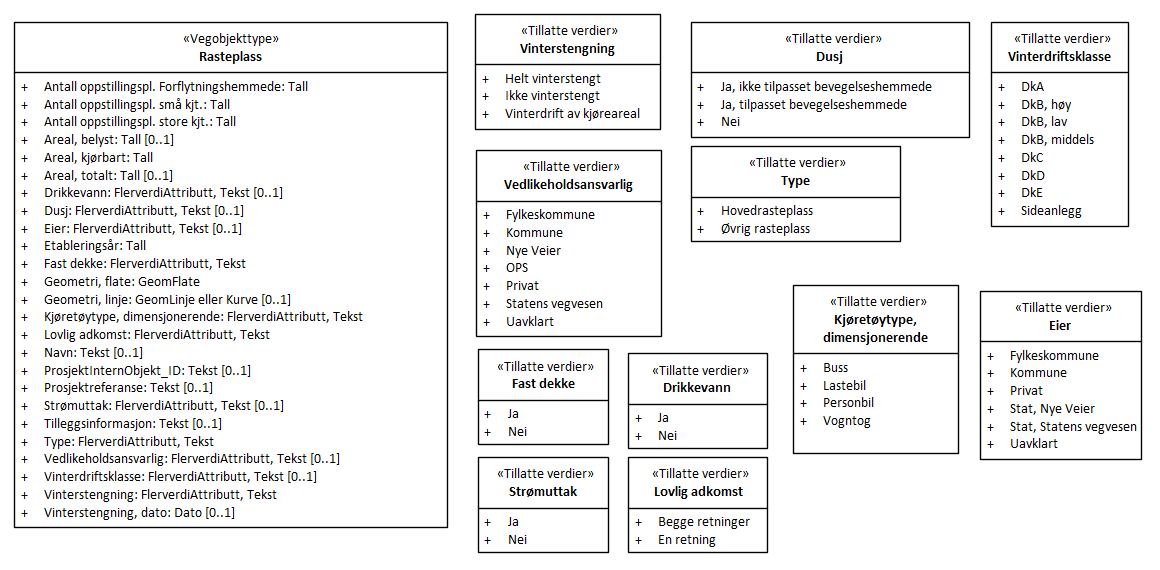 «Vegobjekttype»
Rasteplass
+ Antall oppstillingspl. Forflytningshemmede: Tall
+ Antall oppstillingspl. små kjt.: Tall
+ Antall oppstillingspl. store kjt.: Tall
+ Areal, belyst: Tall [0..1]
+ Areal, kjørbart: Tall
+ Areal, totalt: Tall [0..1]
+ Drikkevann: FlerverdiAttributt, Tekst [0..1]
+ Dusj: FlerverdiAttributt, Tekst [0..1]
+ Eier: FlerverdiAttributt, Tekst [0..1]
+ Etableringsår: Tall
+ Fast dekke: FlerverdiAttributt, Tekst
+ Geometri, flate: GeomFlate
+ Geometri, linje: GeomLinje eller Kurve [0..1]
+ Kjøretøytype, dimensjonerende: FlerverdiAttributt, Tekst
+ Lovlig adkomst: FlerverdiAttributt, Tekst
+ Navn: Tekst [0..1]
+ ProsjektInternObjekt_ID: Tekst [0..1]
+ Prosjektreferanse: Tekst [0..1]
+ Strømuttak: FlerverdiAttributt, Tekst [0..1]
+ Tilleggsinformasjon: Tekst [0..1]
+ Type: FlerverdiAttributt, Tekst
+ Vedlikeholdsansvarlig: FlerverdiAttributt, Tekst [0..1]
+ Vinterdriftsklasse: FlerverdiAttributt, Tekst [0..1]
+ Vinterstengning: FlerverdiAttributt, Tekst
+ Vinterstengning, dato: Dato [0..1]
«Tillatte verdier»
Vinterstengning
+ Helt vinterstengt
+ Ikke vinterstengt
+ Vinterdrift av kjøreareal
«Tillatte verdier»
Dusj
+ Ja, ikke tilpasset bevegelseshemmede
+ Ja, tilpasset bevegelseshemmede
+ Nei
«Tillatte verdier»
Vinterdriftsklasse
+ DkA
+ DkB, høy
+ DkB, lav
+ DkB, middels
+ DkC
+ DkD
+ DkE
+ Sideanlegg
«Tillatte verdier»
Vedlikeholdsansvarlig
+ Fylkeskommune
+ Kommune
+ Nye Veier
+ OPS
+ Privat
+ Statens vegvesen
+ Uavklart
«Tillatte verdier»
Type
+ Hovedrasteplass
+ Øvrig rasteplass
«Tillatte verdier»
Kjøretøytype,
dimensjonerende
+ Buss
+ Lastebil
+ Personbil
+ Vogntog
«Tillatte verdier»
Eier
+ Fylkeskommune
+ Kommune
+ Privat
+ Stat, Nye Veier
+ Stat, Statens vegvesen
+ Uavklart
«Tillatte verdier»
Fast dekke
+ Ja
+ Nei
«Tillatte verdier»
Drikkevann
+ Ja
+ Nei
«Tillatte verdier»
Strømuttak
+ Ja
+ Nei
«Tillatte verdier»
Lovlig adkomst
+ Begge retninger
+ En retning